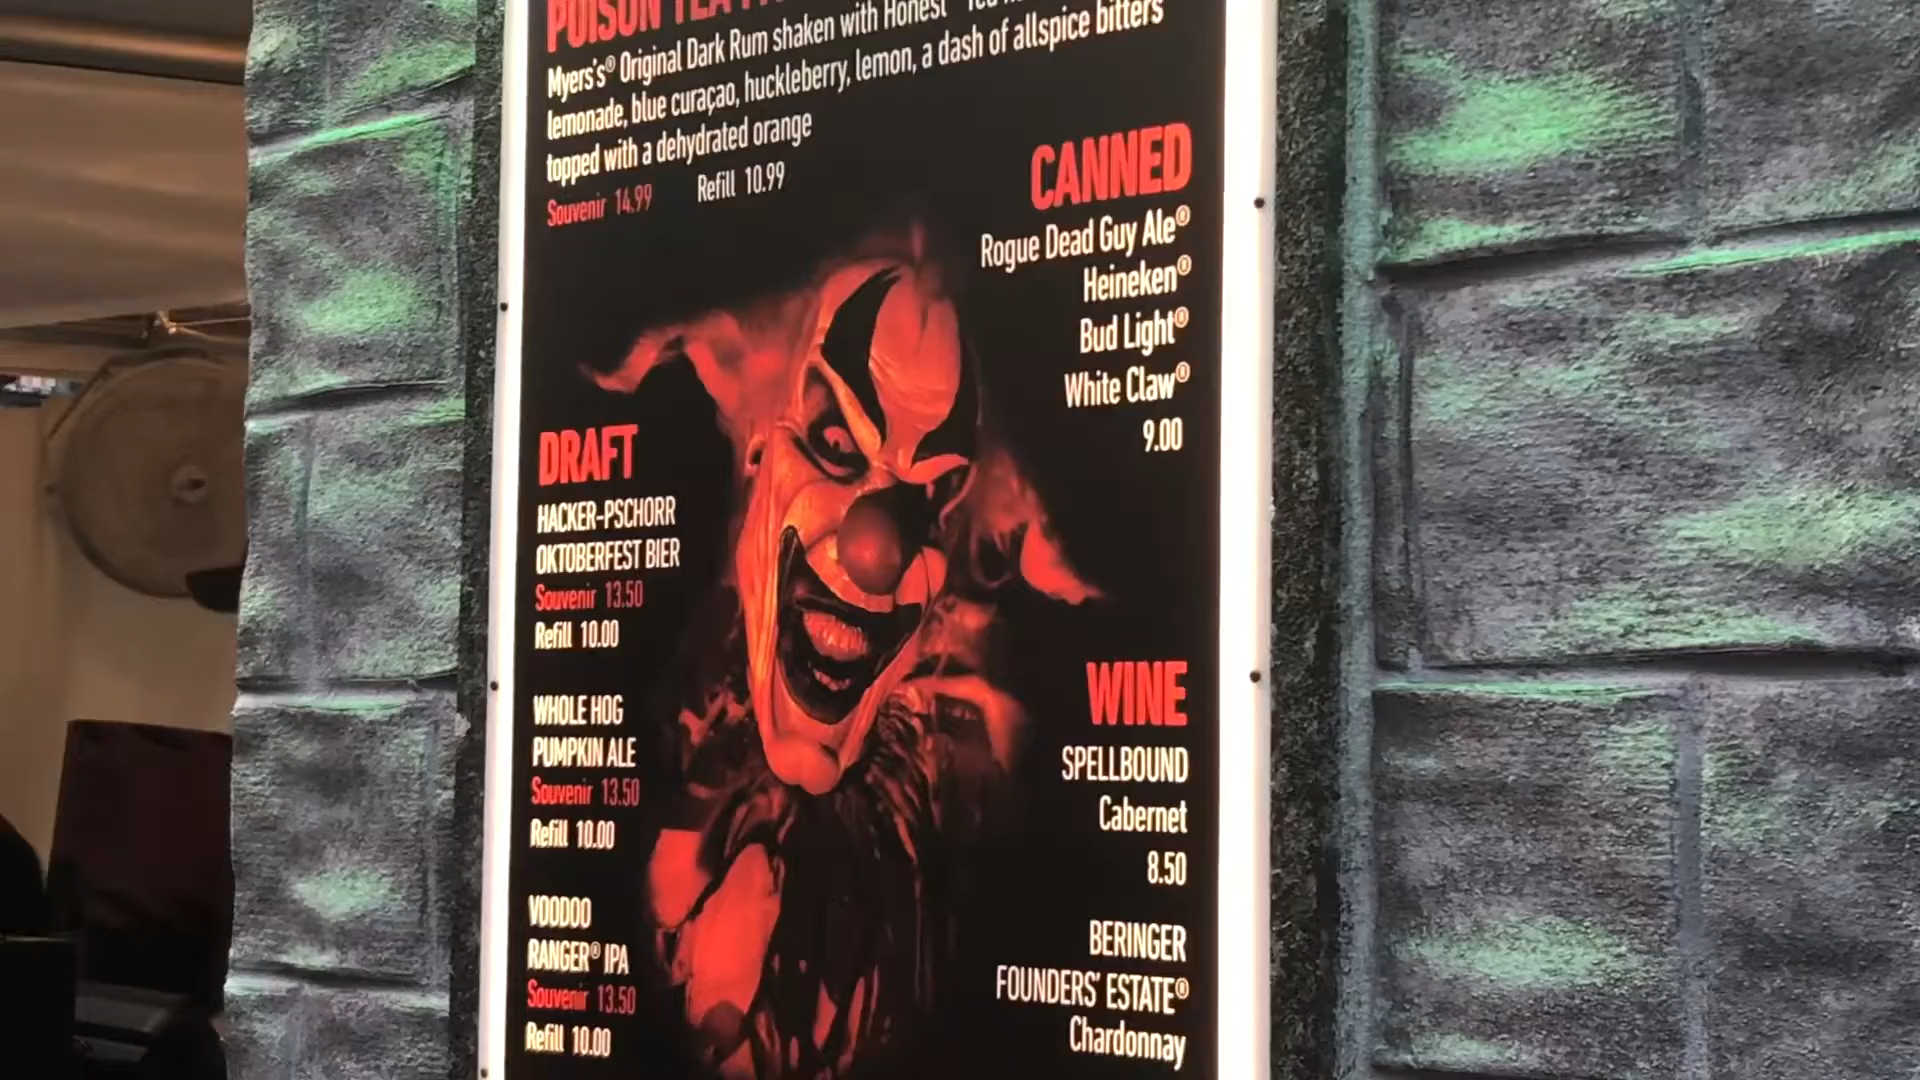 POISON TEA
Myers's® Original Dark Rum shaken with Honest® Tea
lemonade, blue curaçao, huckleberry, lemon, a dash of allspice bitters
topped with a dehydrated orange
Souvenir 14.99 Refill 10.99
CANNED
Rogue Dead Guy Ale®
Heineken®
Bud Light®
White Claw®
9.00
DRAFT
HACKER-PSCHORR
OKTOBERFEST BIER
Souvenir 13.50
Refill 10.00
WHOLE HOG
PUMPKIN ALE
Souvenir 13.50
Refill 10.00
VOODOO
RANGER® IPA
Souvenir 13.50
Refill 10.00
WINE
SPELLBOUND
Cabernet
8.50
BERINGER
FOUNDERS' ESTATE®
Chardonnay